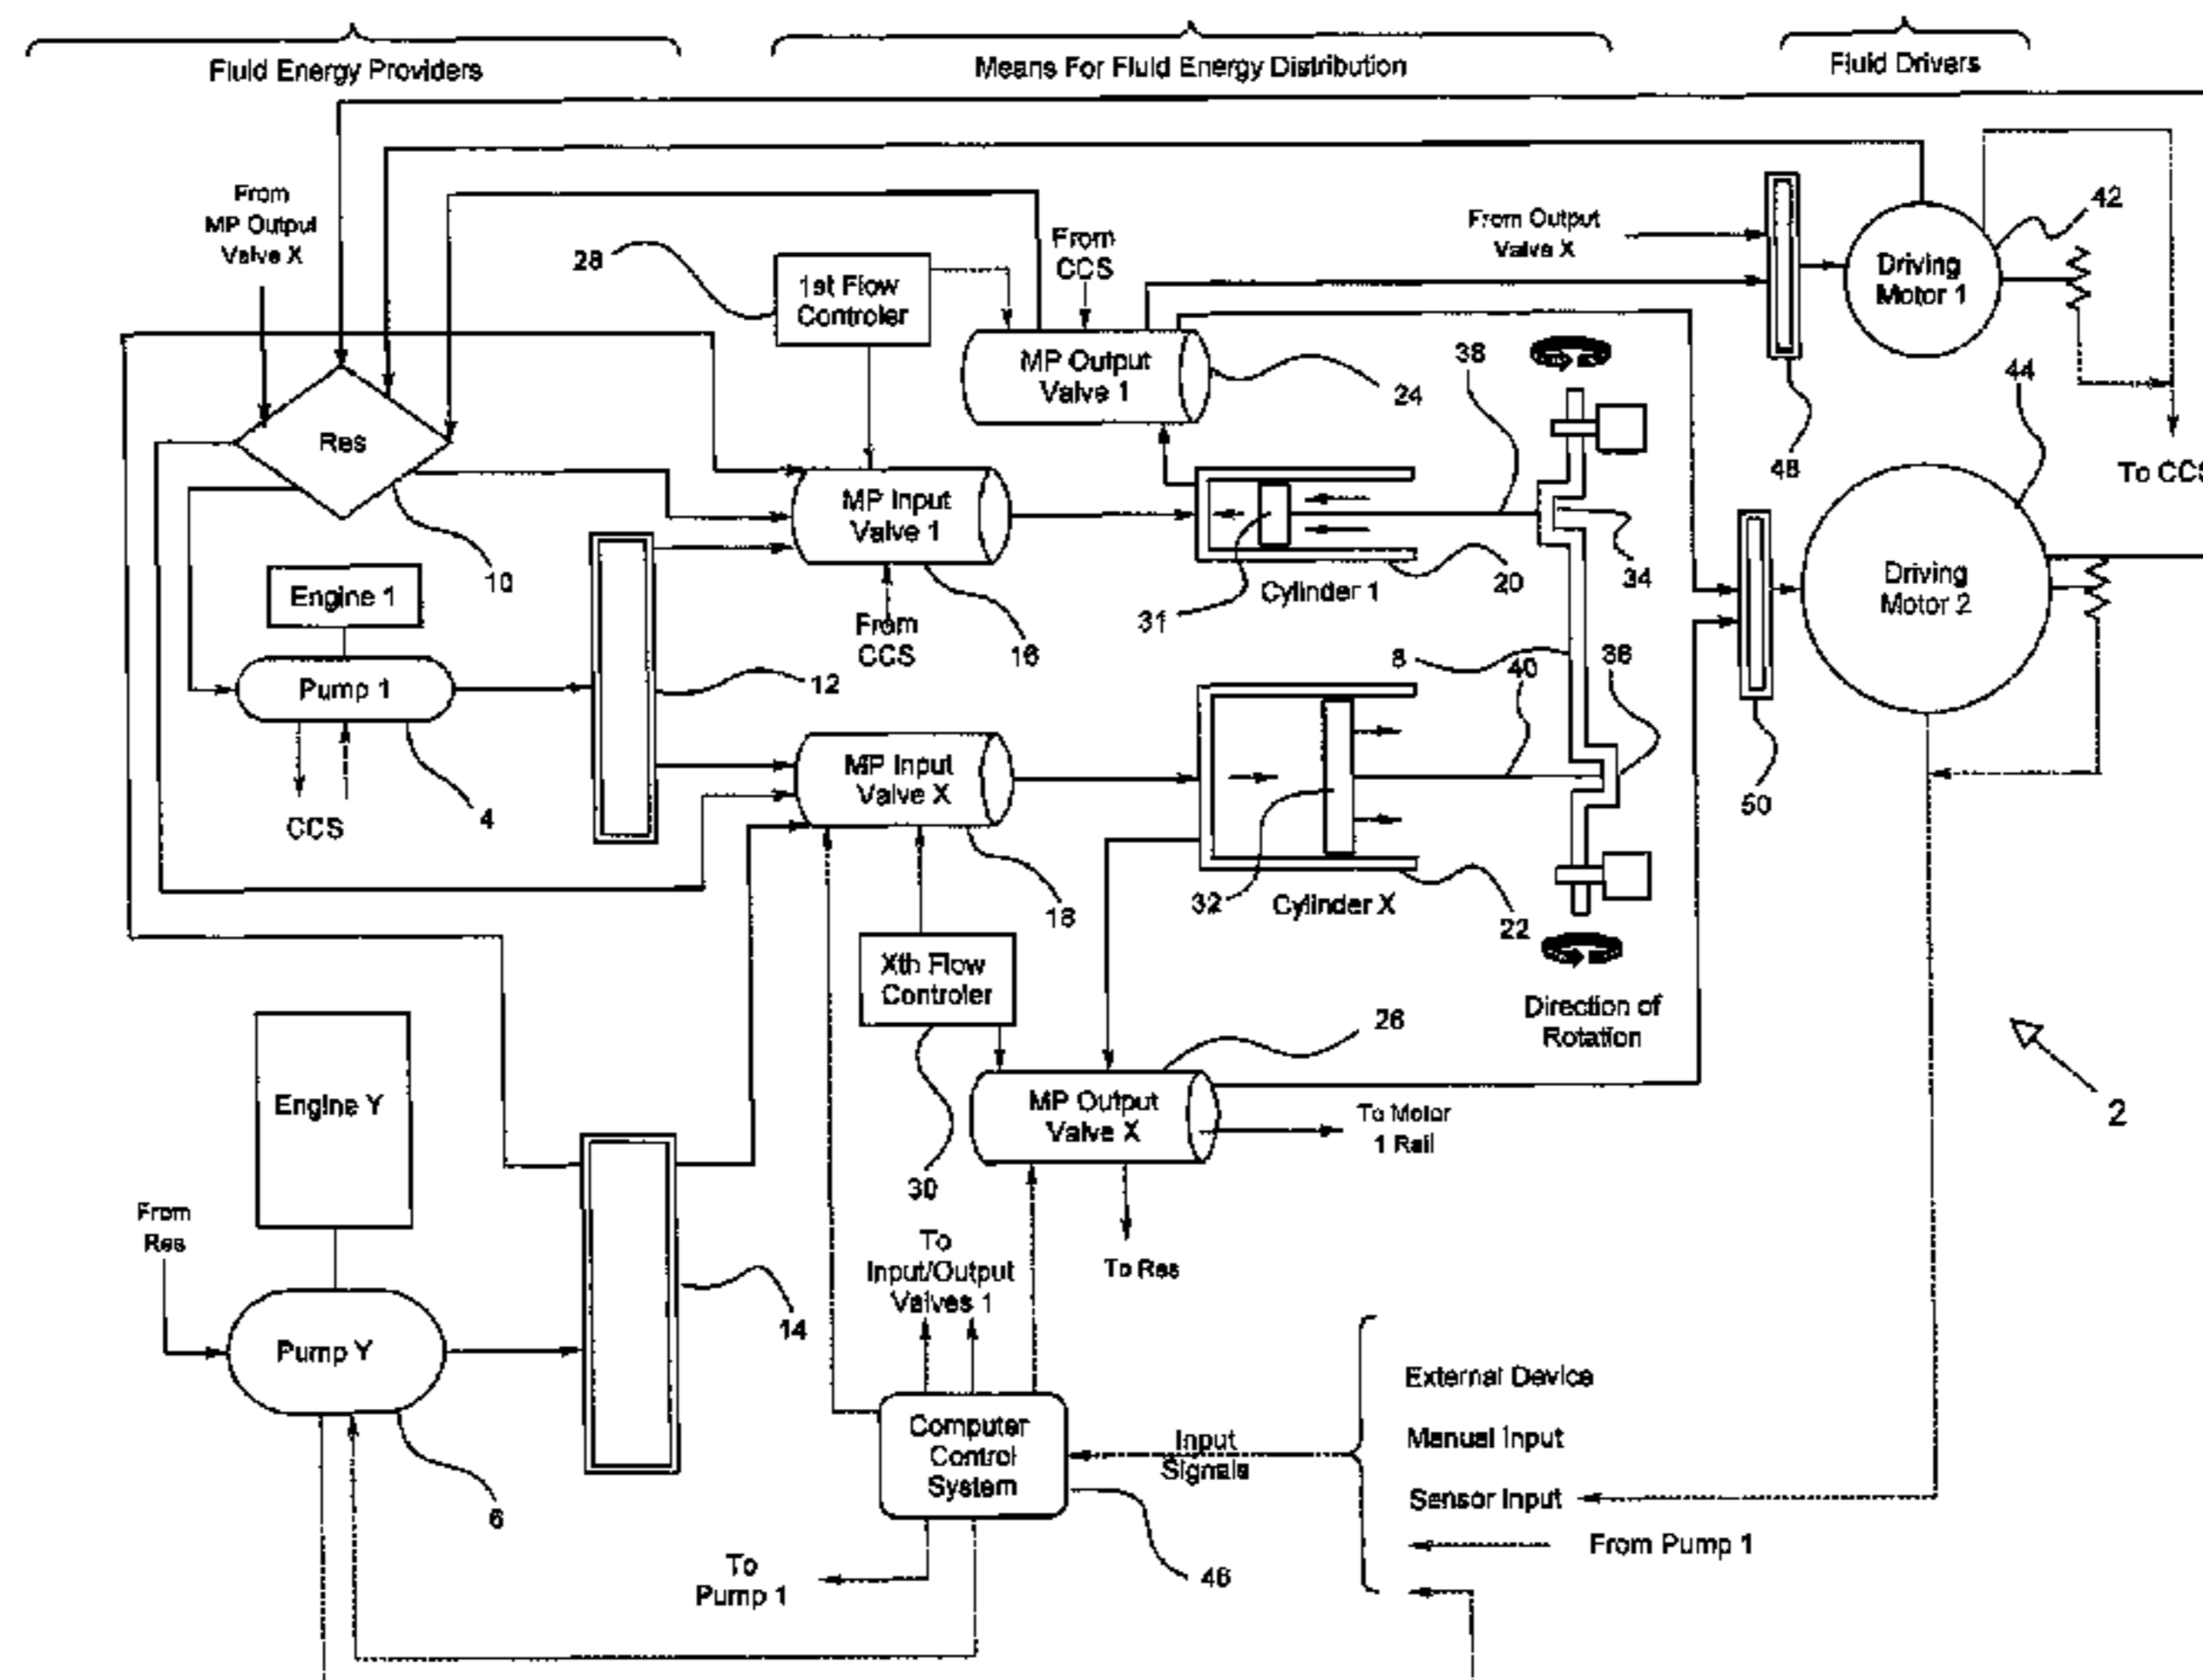 Fluid Energy Providers
Means For Fluid Energy Distribution
Fluid Drivers
From
MP Output
Valve X
28
1st Flow
Controler
From
CCS
From Output
Valve X
42
Driving
Motor 1
MP Output
Valve 1
24
38
44
48
To CCS
Res
10
MP Input
Valve 1
From
CCS
16
31
Cylinder 1
20
34
Driving
Motor 2
Engine 1
Pump 1
CCS
4
12
8
40
36
50
MP Input
Valve X
18
32
Cylinder X
22
Xth Flow
Controler
30
Direction of
Rotation
26
2
Engine Y
MP Output
Valve X
To Motor
1 Rail
From
Res
To
Input/Output
Valves 1
To Res
Pump Y
14
6
Computer
Control
System
Input
Signals
External Device
Manual Input
Sensor Input
From Pump 1
To
Pump 1
46